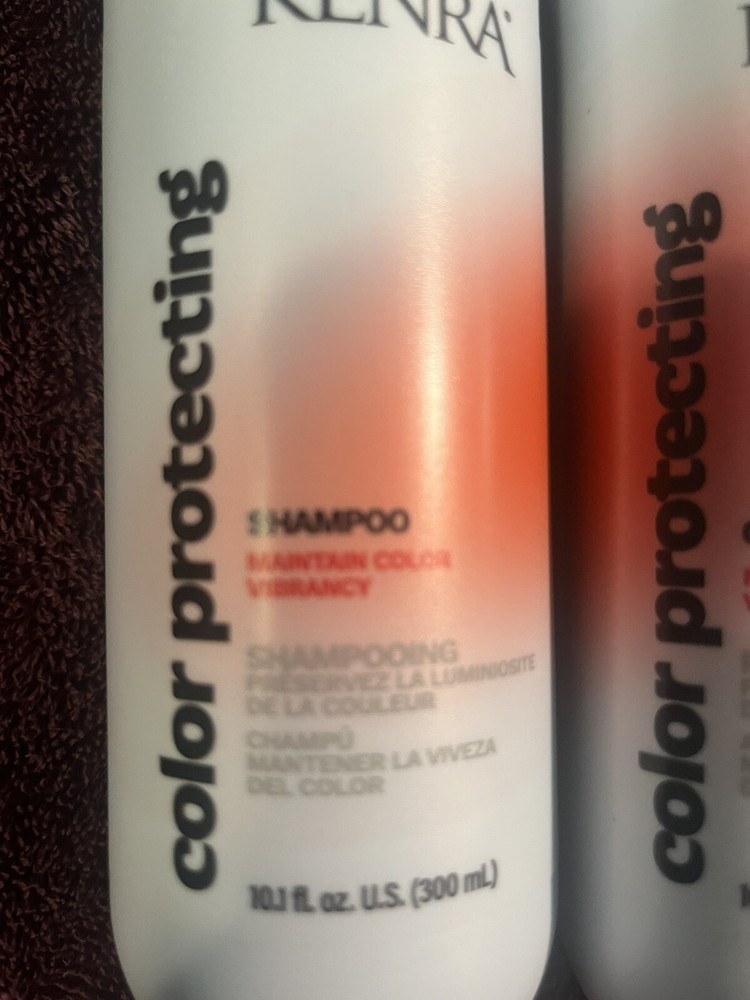 KENRA
color protecting
SHAMPOO
MAINTAIN COLOR
VIBRANCY
SHAMPOOING
PRÉSERVEZ LA LUMINOSITÉ
DE LA COULEUR
CHAMPÚ
MANTENER LA VIVEZA
DEL COLOR
10.1 fL oz. U.S. (300 mL)
color protecting